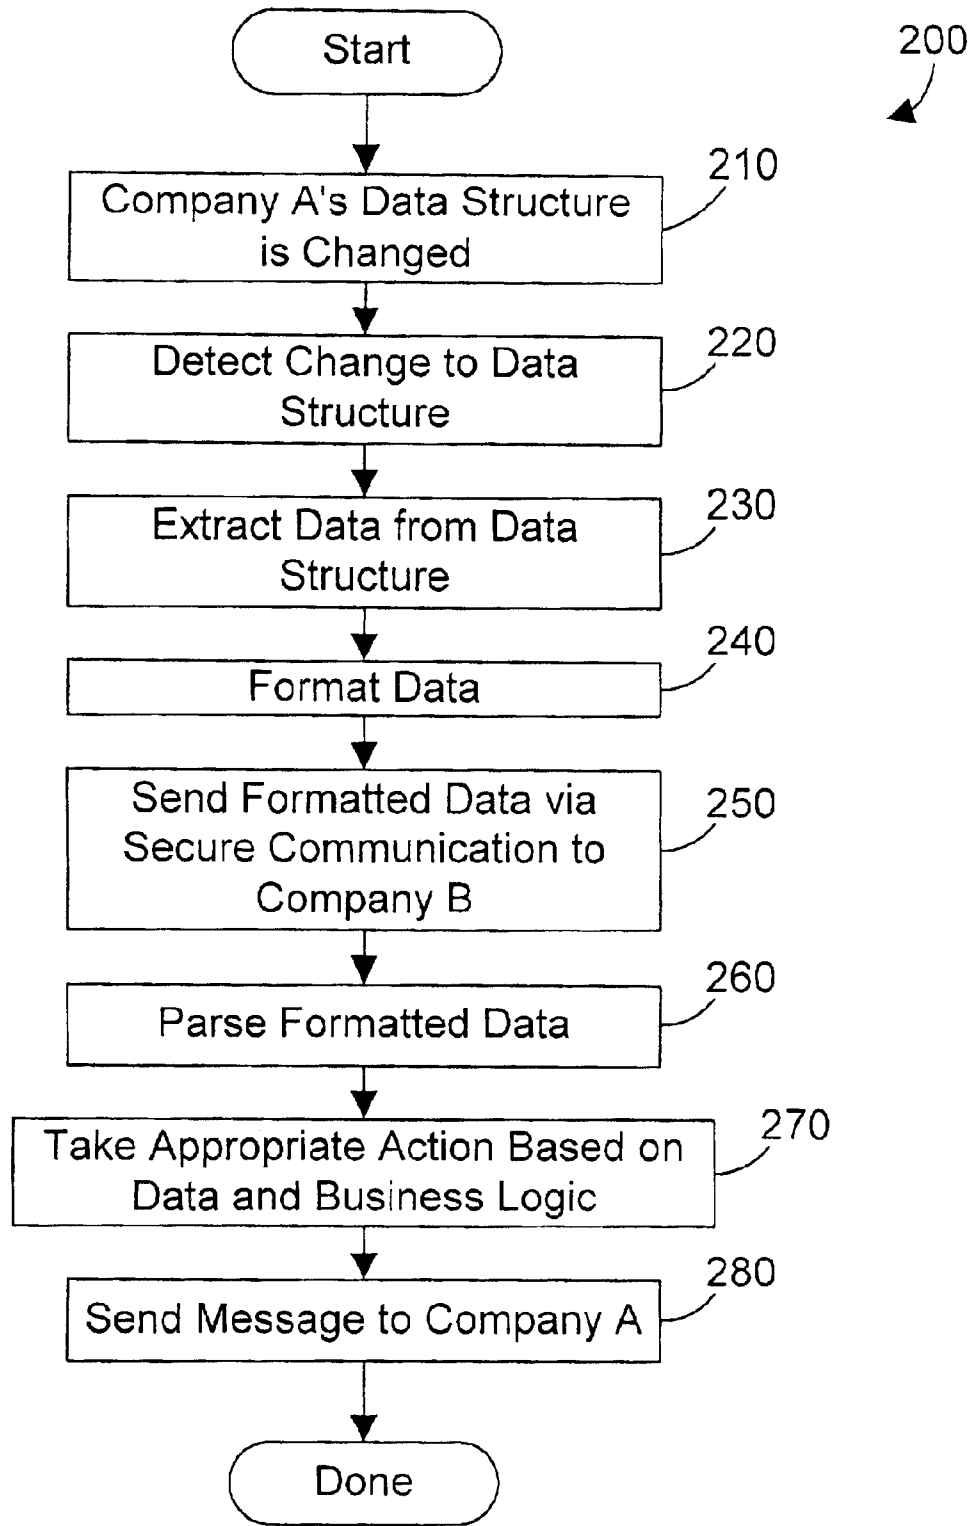 Start
200
210
Company A's Data Structure
is Changed
220
Detect Change to Data
Structure
230
Extract Data from Data
Structure
240
Format Data
250
Send Formatted Data via
Secure Communication to
Company B
260
Parse Formatted Data
270
Take Appropriate Action Based on
Data and Business Logic
280
Send Message to Company A
Done